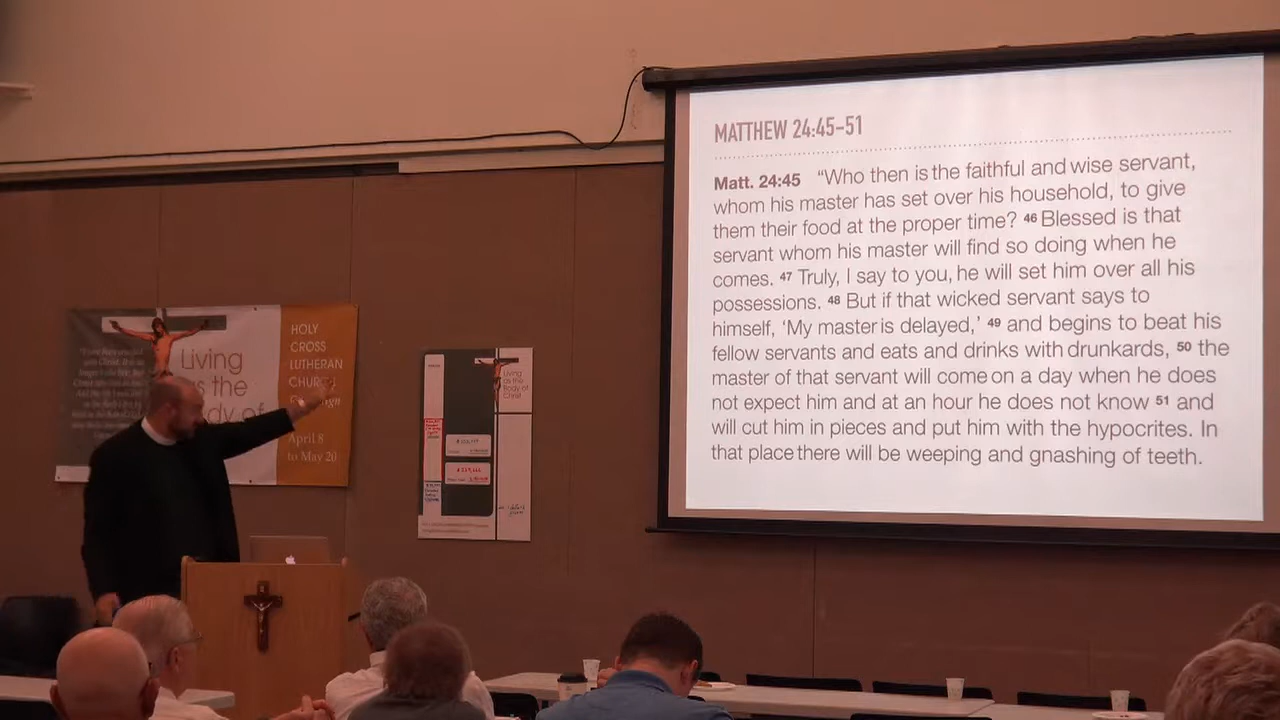 MATTHEW 24:45–51
Matt. 24:45 “Who then is the faithful and wise servant,
whom his master has set over his household, to give
them their food at the proper time? 46 Blessed is that
servant whom his master will find so doing when he
comes. 47 Truly, I say to you, he will set him over all his
possessions. 48 But if that wicked servant says to
himself, ‘My master is delayed,’ 49 and begins to beat his
fellow servants and eats and drinks with drunkards, 50 the
master of that servant will come on a day when he does
not expect him and at an hour he does not know 51 and
will cut him in pieces and put him with the hypocrites. In
that place there will be weeping and gnashing of teeth.
Living
as the
HOLY
CROSS
LUTHERAN
CHURCH
April 8
to May 20
Living
as the
Body of
Christ